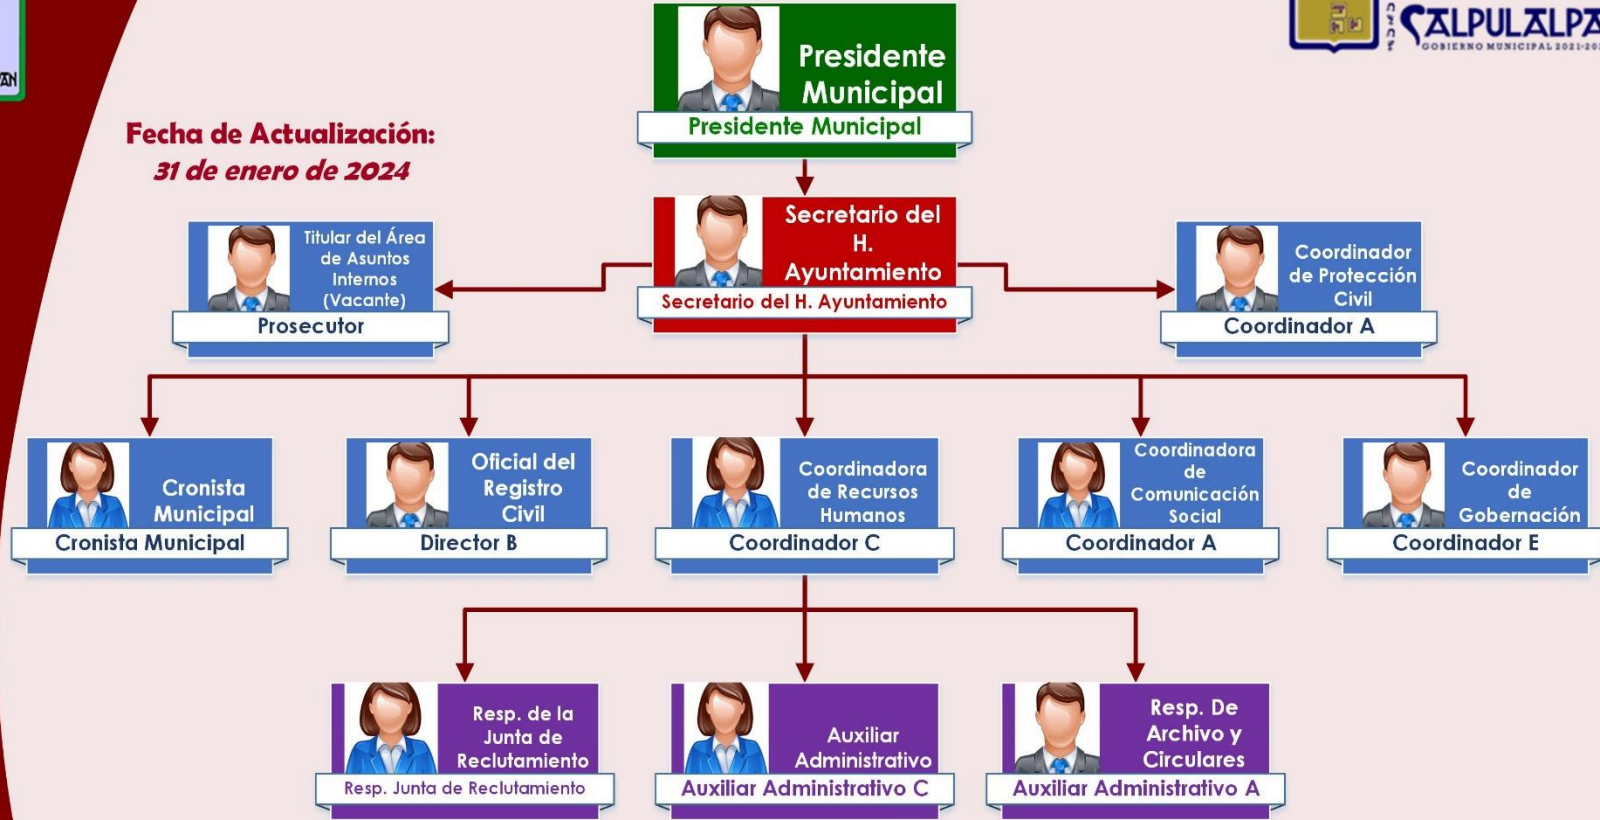 Presidente
Municipal
Presidente Municipal
Fecha de Actualización:
31 de enero de 2024
Secretario del
H.
Ayuntamiento
Secretario del H. Ayuntamiento
Titular del Área
de Asuntos
Internos
(Vacante)
Prosecutor
Coordinador
de Protección
Civil
Coordinador A
Cronista
Municipal
Cronista Municipal
Oficial del
Registro
Civil
Director B
Coordinadora
de Recursos
Humanos
Coordinador C
Coordinadora
de
Comunicación
Social
Coordinador A
Coordinador
de
Gobernación
Coordinador E
Resp. de la
Junta de
Reclutamiento
Resp. Junta de Reclutamiento
Auxiliar
Administrativo
Auxiliar Administrativo C
Resp. De
Archivo y
Circulares
Auxiliar Administrativo A
CALPULALPA
GOBIERNO MUNICIPAL 2021-20